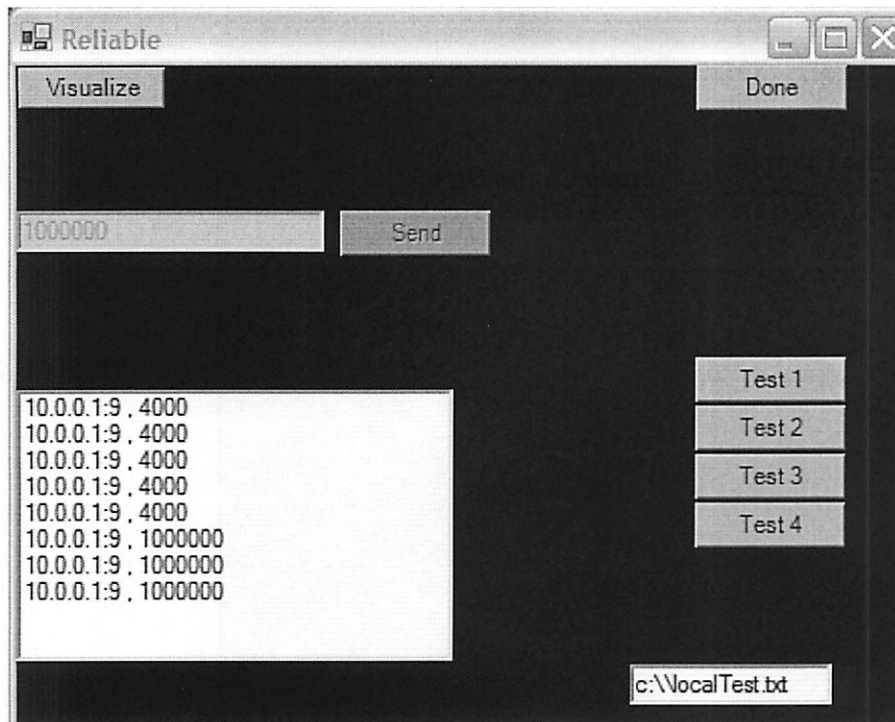 Reliable
Visualize
Done
1000000
Send
Test 1
10.0.0.1:9 , 4000
10.0.0.1:9 , 4000
10.0.0.1:9 , 4000
10.0.0.1:9 , 4000
10.0.0.1:9 , 4000
10.0.0.1:9 , 1000000
10.0.0.1:9 , 1000000
10.0.0.1:9 , 1000000
Test 2
Test 3
Test 4
c:\\localTest.txt